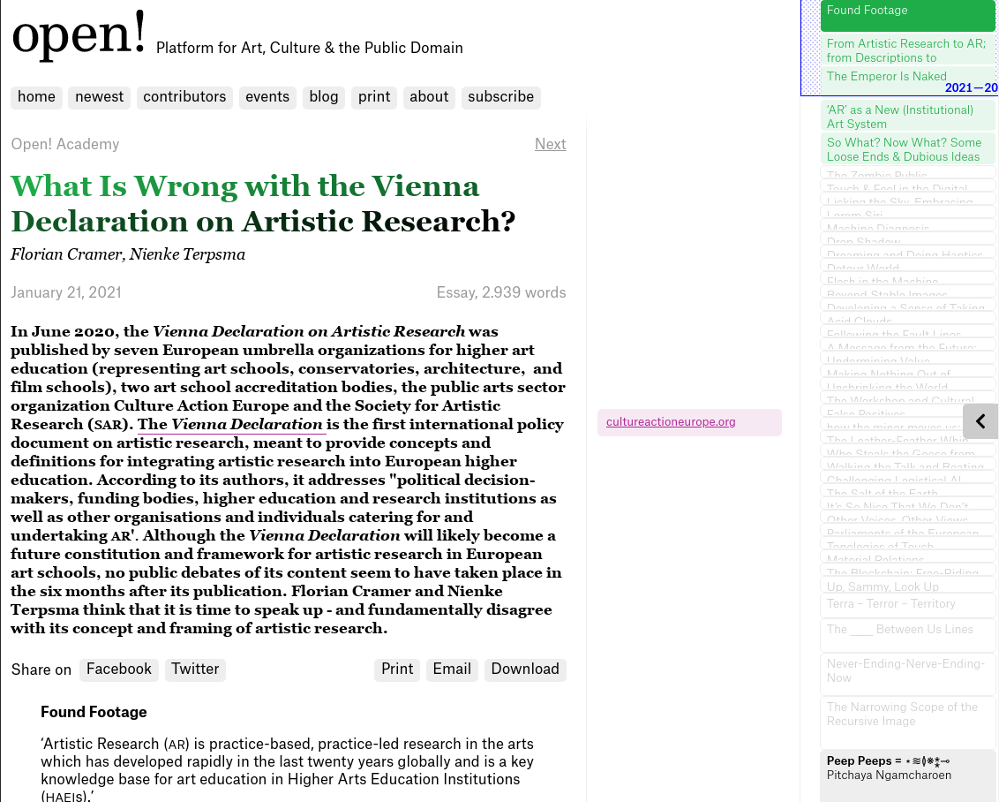 open! Platform for Art, Culture & the Public Domain
home newest contributors events blog print about subscribe
Open! Academy Next
What Is Wrong with the Vienna
Declaration on Artistic Research?
Florian Cramer, Nienke Terpsma
January 21, 2021 Essay, 2.939 words
In June 2020, the Vienna Declaration on Artistic Research was
published by seven European umbrella organizations for higher art
education (representing art schools, conservatories, architecture, and
film schools), two art school accreditation bodies, the public arts sector
organization Culture Action Europe and the Society for Artistic
Research (SAR). The Vienna Declaration is the first international policy
document on artistic research, meant to provide concepts and
definitions for integrating artistic research into European higher
education. According to its authors, it addresses "political decision-
makers, funding bodies, higher education and research institutions as
well as other organisations and individuals catering for and
undertaking AR'. Although the Vienna Declaration will likely become a
future constitution and framework for artistic research in European
art schools, no public debates of its content seem to have taken place in
the six months after its publication. Florian Cramer and Nienke
Terpsma think that it is time to speak up - and fundamentally disagree
with its concept and framing of artistic research.
Share on Facebook Twitter Print Email Download
Found Footage
‘Artistic Research (AR) is practice-based, practice-led research in the arts
which has developed rapidly in the last twenty years globally and is a key
knowledge base for art education in Higher Arts Education Institutions
(HAEIs).’
cultureactioneurope.org
Found Footage
From Artistic Research to AR;
from Descriptions to
The Emperor Is Naked
2021—20
‘AR’ as a New (Institutional)
Art System
So What? Now What? Some
Loose Ends & Dubious Ideas
The Zombie Public
Touch & Feel in the Digital
Licking the Sky, Embracing
Lorem Siri
Machine Diagnosis
Drop Shadow
Dreaming and Doing Haptics
Detour World
Flesh in the Machine
Beyond Stable Images
Developing a Sense of Taking
Acid Clouds
Following the Fault Lines
A Message from the Future:
Undermining Value
Making Nothing Out of
Unshrinking the World
The Workshop and Cultural
False Positives
how the minor moves us:
The Leather-Feather Whip
Who Steals the Goose from
Walking the Talk and Beating
Challenging Logistical AI
The Salt of the Earth
It’s So Nice That We Don’t
Other Voices, Other Views
Parliaments of the European
Topologies of Touch
Material Relations
The Blockchain: Free-Riding
Up, Sammy, Look Up
Terra – Terror – Territory
The ____ Between Us Lines
Never-Ending-Nerve-Ending-
Now
The Narrowing Scope of the
Recursive Image
Peep Peeps =
Pitchaya Ngamcharoen